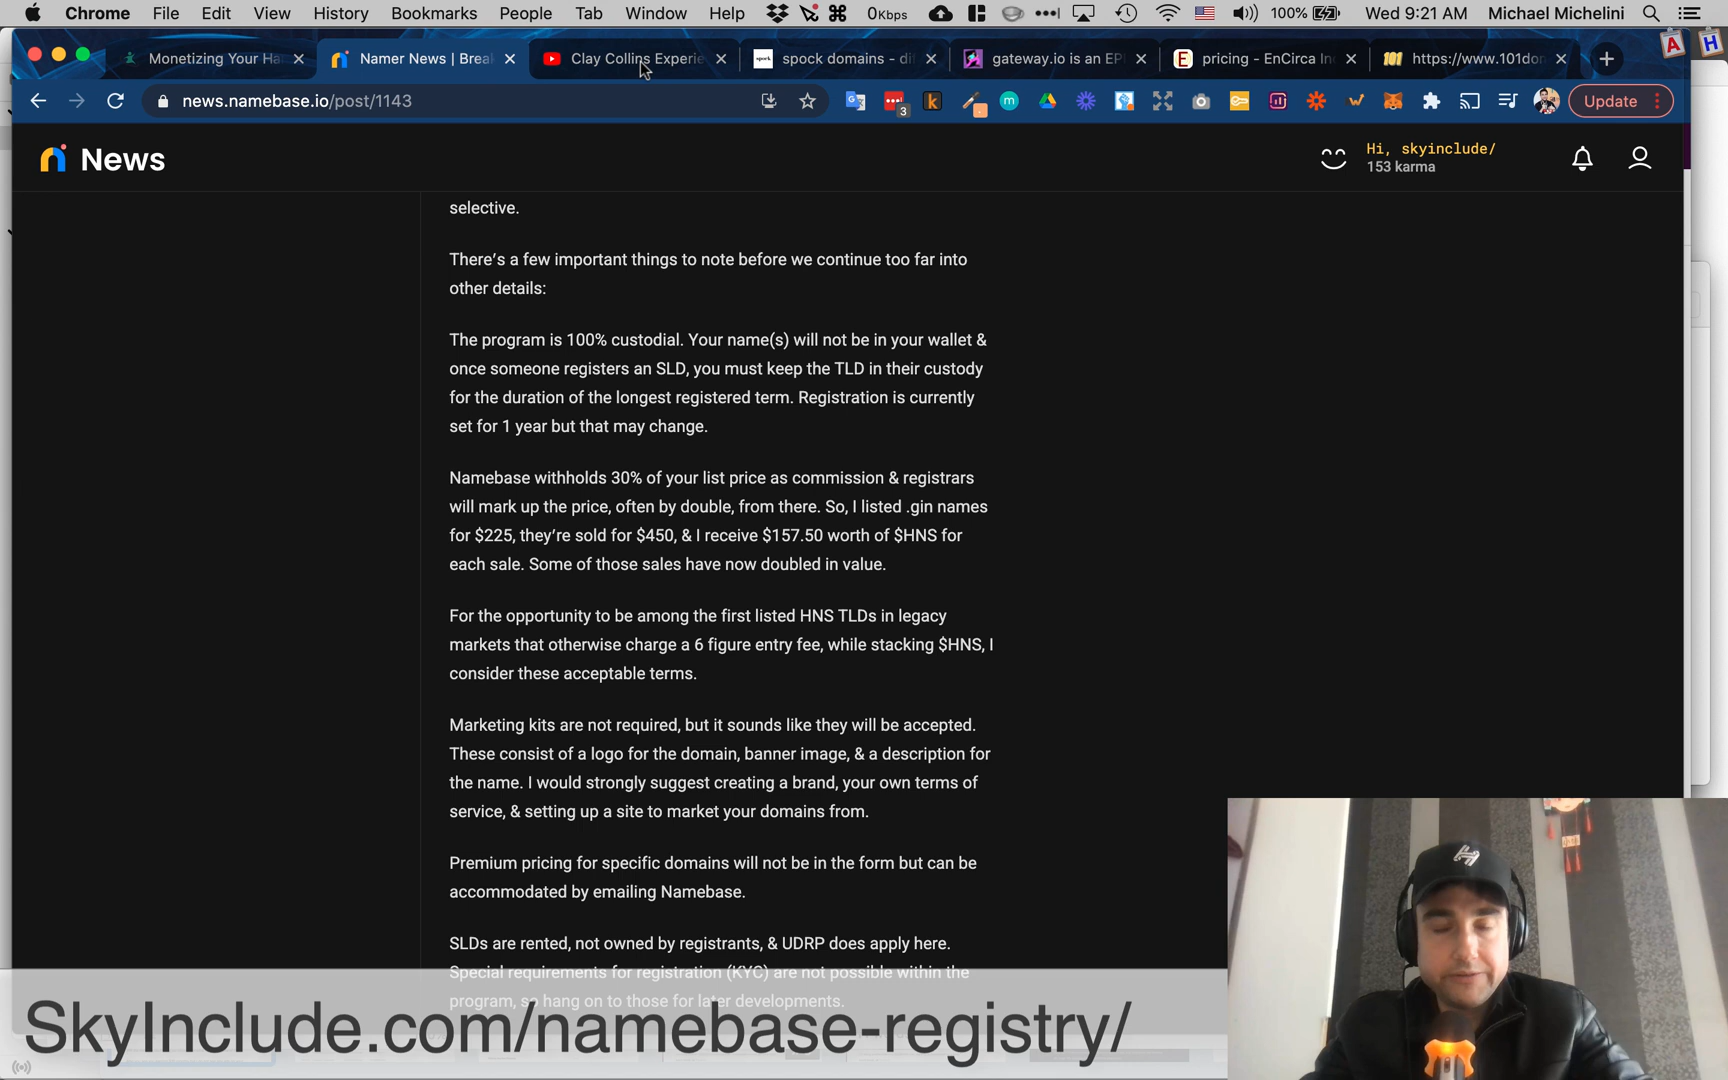 Chrome File Edit View History Bookmarks People Tab Window Help 0Kbps 100% Wed 9:21 AM Michael Michelini
Monetizing Your Ha
Namer News | Brea
Clay Collins Experie
spock domains - di
gateway.io is an EP
pricing - EnCirca In
https://www.101do
news.namebase.io/post/1143
3
Update
News
Hi, skyinclude/
153 karma
selective.
There's a few important things to note before we continue too far into
other details:
The program is 100% custodial. Your name(s) will not be in your wallet &
once someone registers an SLD, you must keep the TLD in their custody
for the duration of the longest registered term. Registration is currently
set for 1 year but that may change.
Namebase withholds 30% of your list price as commission & registrars
will mark up the price, often by double, from there. So, I listed .gin names
for $225, they're sold for $450, & I receive $157.50 worth of $HNS for
each sale. Some of those sales have now doubled in value.
For the opportunity to be among the first listed HNS TLDs in legacy
markets that otherwise charge a 6 figure entry fee, while stacking $HNS, I
consider these acceptable terms.
Marketing kits are not required, but it sounds like they will be accepted.
These consist of a logo for the domain, banner image, & a description for
the name. I would strongly suggest creating a brand, your own terms of
service, & setting up a site to market your domains from.
Premium pricing for specific domains will not be in the form but can be
accommodated by emailing Namebase.
SLDs are rented, not owned by registrants, & UDRP does apply here.
Special requirements for registration (KYC) are not possible within the
program, so hang on to those for later developments.
SkyInclude.com/namebase-registry/